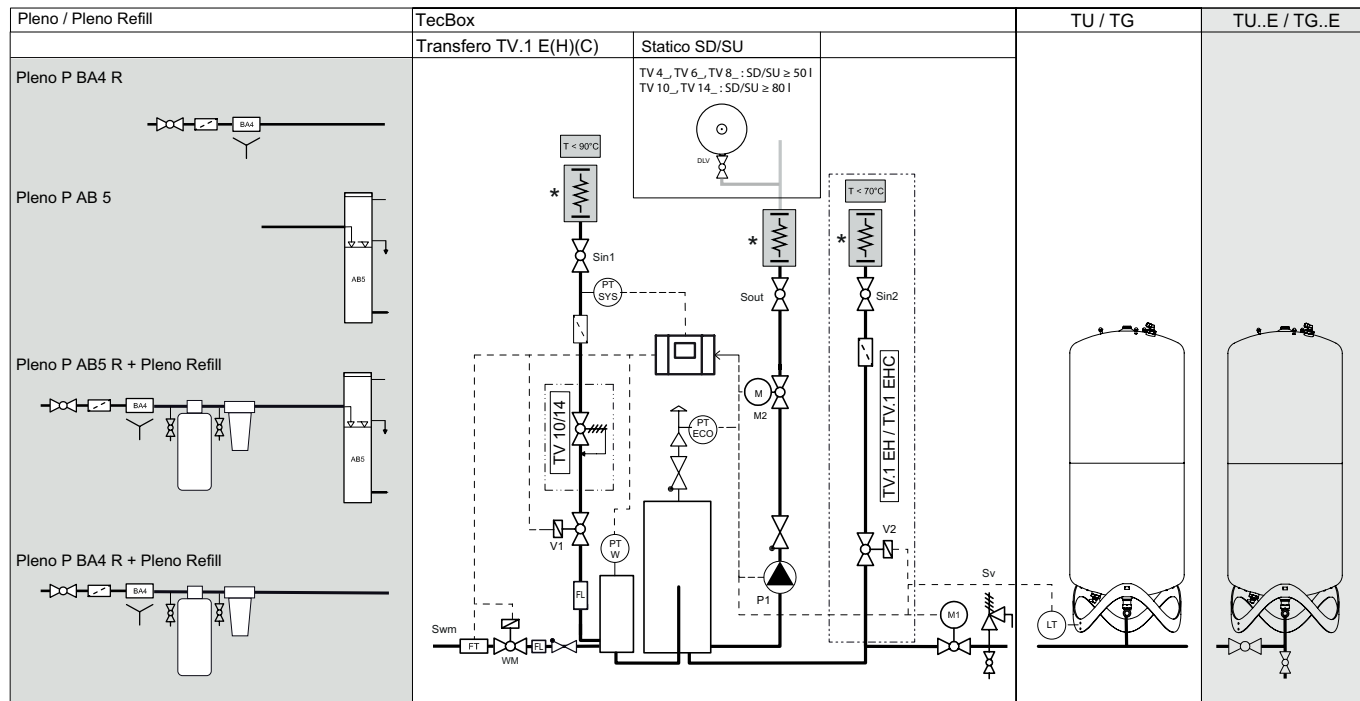 Pleno / Pleno Refill
TecBox
TU / TG
TU..E / TG..E
Transfero TV.1 E(H)(C)
Statico SD/SU
Pleno P BA4 R
BA4
Pleno P AB 5
AB5
Pleno P AB5 R + Pleno Refill
BA4
AB5
Pleno P BA4 R + Pleno Refill
BA4
TV 4_, TV 6_, TV 8_ : SD/SU ≥ 50 l
TV 10_, TV 14_ : SD/SU ≥ 80 l
DLV
T < 90°C
*
Sin1
PT
SYS
TV 10/14
V1
PT
W
FL
Swm
FT
WM
FL
PT
ECO
*
Sout
M
M2
P1
T < 70°C
*
Sin2
TV.1 EH / TV.1 EHC
V2
M1
Sv
LT